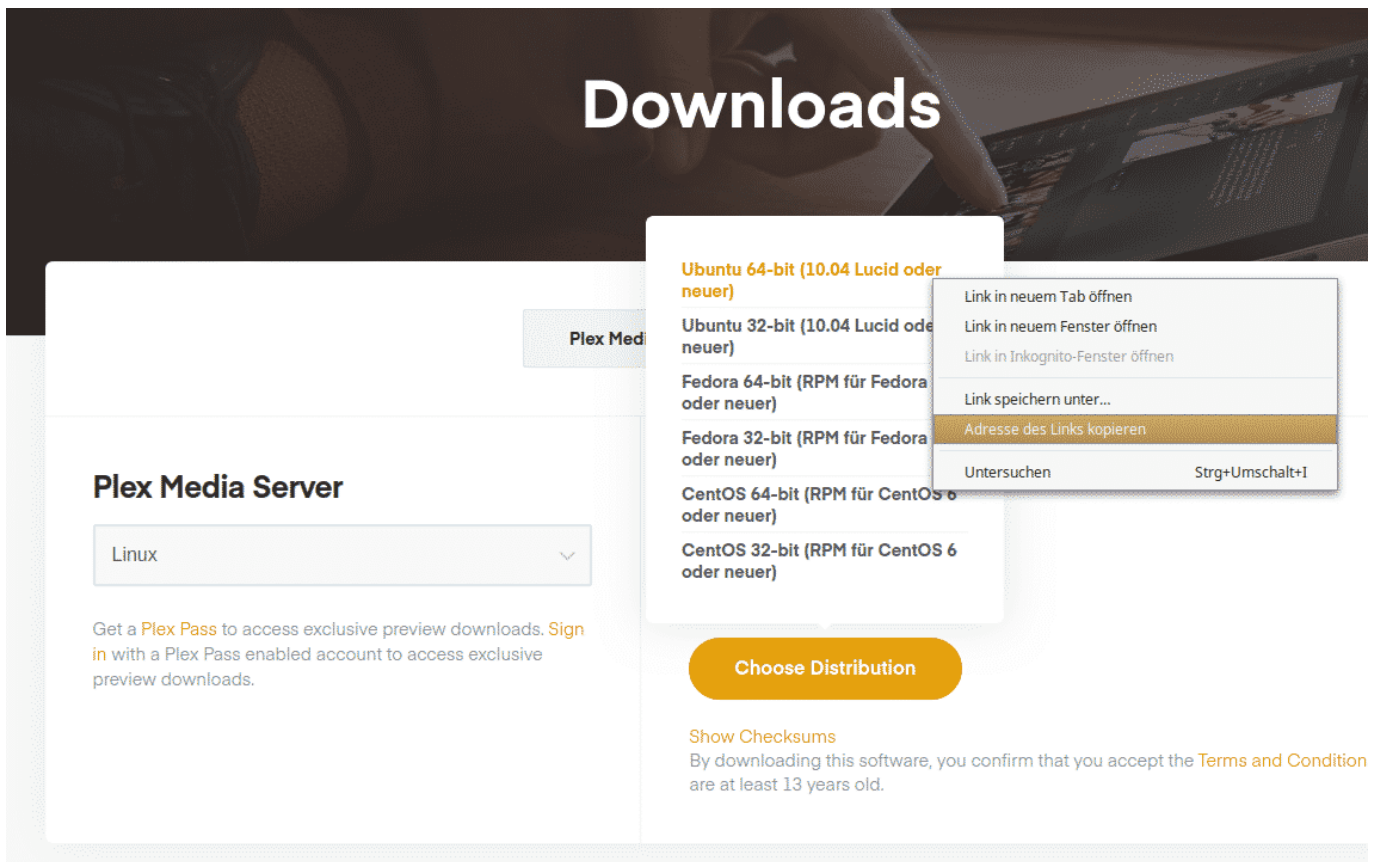 Downloads
Ubuntu 64-bit (10.04 Lucid oder
neuer)
Ubuntu 32-bit (10.04 Lucid ode
neuer)
Fedora 64-bit (RPM für Fedora
oder neuer)
Fedora 32-bit (RPM für Fedora
oder neuer)
CentOS 64-bit (RPM für CentOS 6
oder neuer)
CentOS 32-bit (RPM für CentOS 6
oder neuer)
Link in neuem Tab öffnen
Link in neuem Fenster öffnen
Link in Inkognito-Fenster öffnen
Link speichern unter...
Adresse des Links kopieren
Untersuchen Strg+Umschalt+I
Plex Medi
Plex Media Server
Linux
Get a Plex Pass to access exclusive preview downloads. Sign
in with a Plex Pass enabled account to access exclusive
preview downloads.
Choose Distribution
Show Checksums
By downloading this software, you confirm that you accept the Terms and Condition
are at least 13 years old.